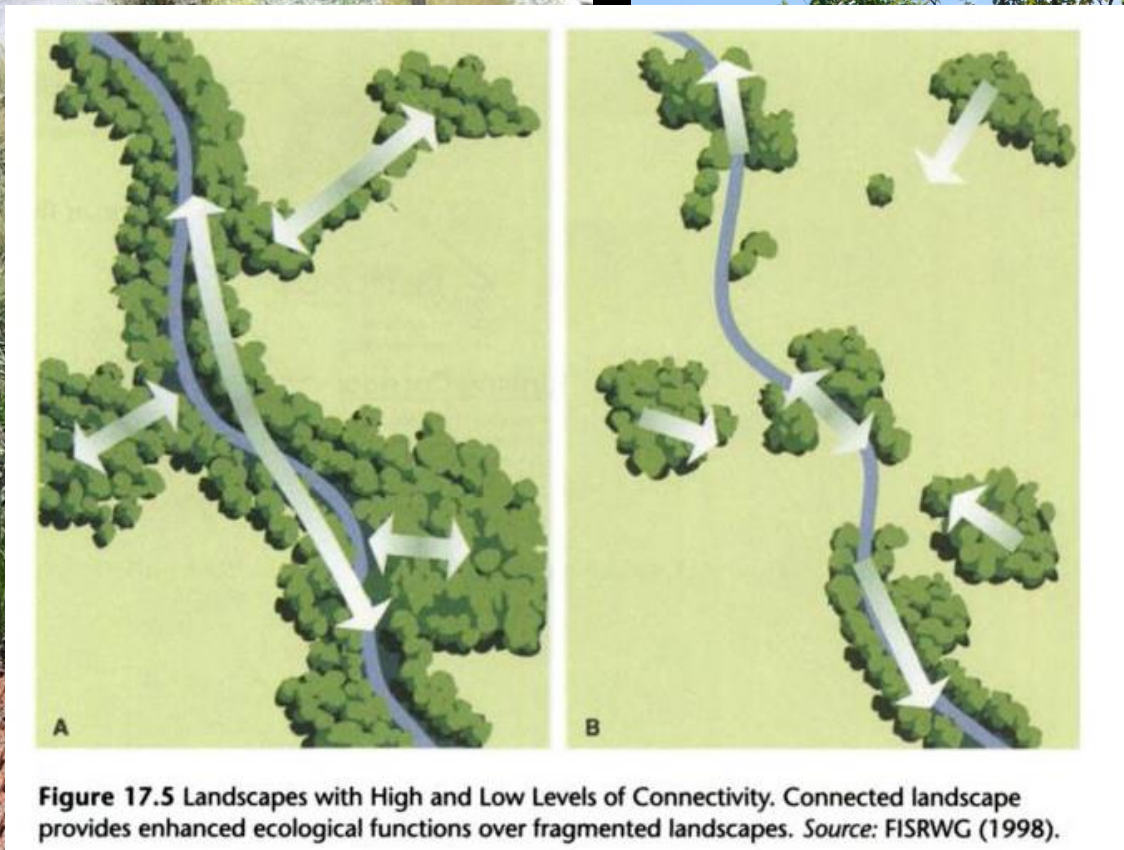 A
B
Figure 17.5 Landscapes with High and Low Levels of Connectivity. Connected landscape
provides enhanced ecological functions over fragmented landscapes. Source: FISRWG (1998).